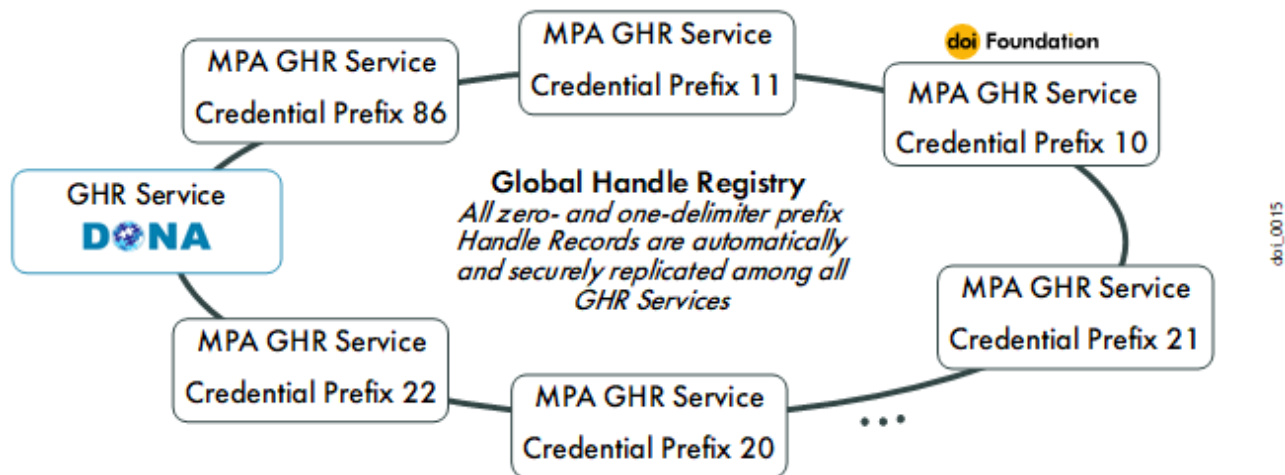 MPA GHR Service
Credential Prefix 11
doi Foundation
MPA GHR Service
Credential Prefix 86
MPA GHR Service
Credential Prefix 10
GHR Service
DONA
Global Handle Registry
All zero- and one-delimiter prefix
Handle Records are automatically
and securely replicated among all
GHR Services
doi_0015
MPA GHR Service
Credential Prefix 21
MPA GHR Service
Credential Prefix 22
MPA GHR Service
Credential Prefix 20
...